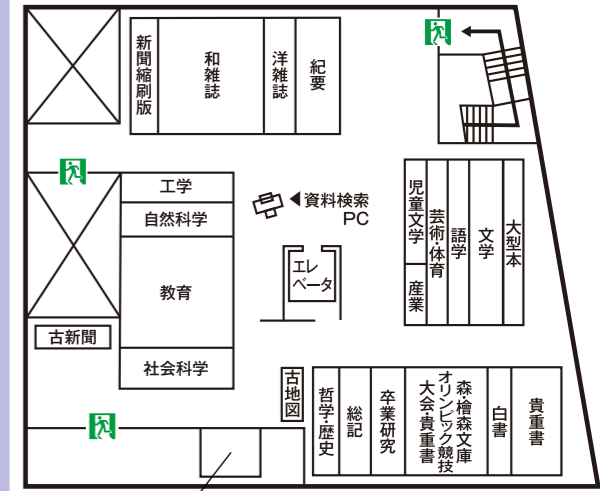 新聞縮刷版
和雑誌
洋雑誌
紀要
工学
自然科学
教育
社会科学
古新聞
資料検索
PC
エレ
ベータ
児童文学
産業
芸術・体育
語学
文学
大型本
古地図
哲学・歴史
総記
卒業研究
森・檜森文庫
オリンピック競技
大会・貴重書
白書
貴重書